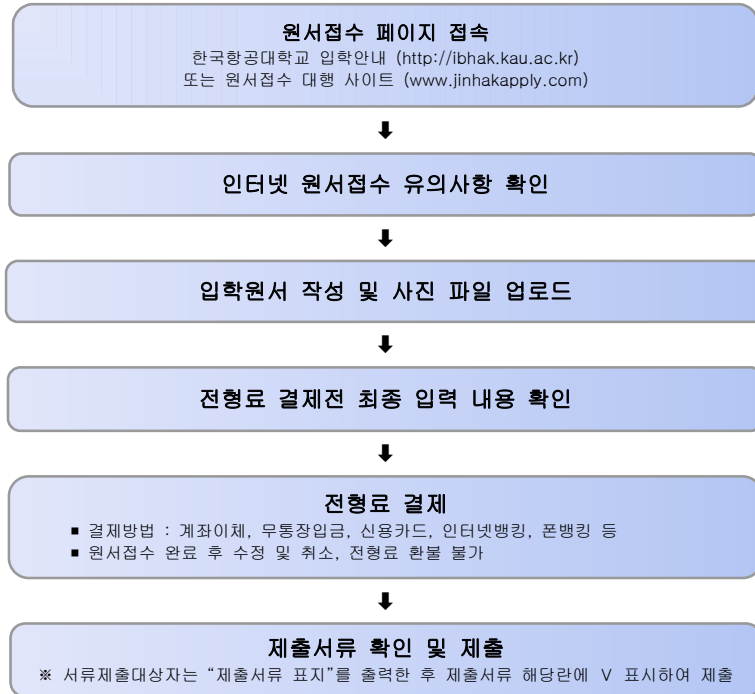 원서접수 페이지 접속
한국항공대학교 입학안내 (http://ibhak.kau.ac.kr)
또는 원서접수 대행 사이트 (www.jinhakapply.com)
⬇
인터넷 원서접수 유의사항 확인
⬇
입학원서 작성 및 사진 파일 업로드
⬇
전형료 결제전 최종 입력 내용 확인
⬇
전형료 결제
▪ 결제방법 : 계좌이체, 무통장입금, 신용카드, 인터넷뱅킹, 폰뱅킹 등
▪ 원서접수 완료 후 수정 및 취소, 전형료 환불 불가
⬇
제출서류 확인 및 제출
※ 서류제출대상자는 “제출서류 표지”를 출력한 후 제출서류 해당란에 V 표시하여 제출